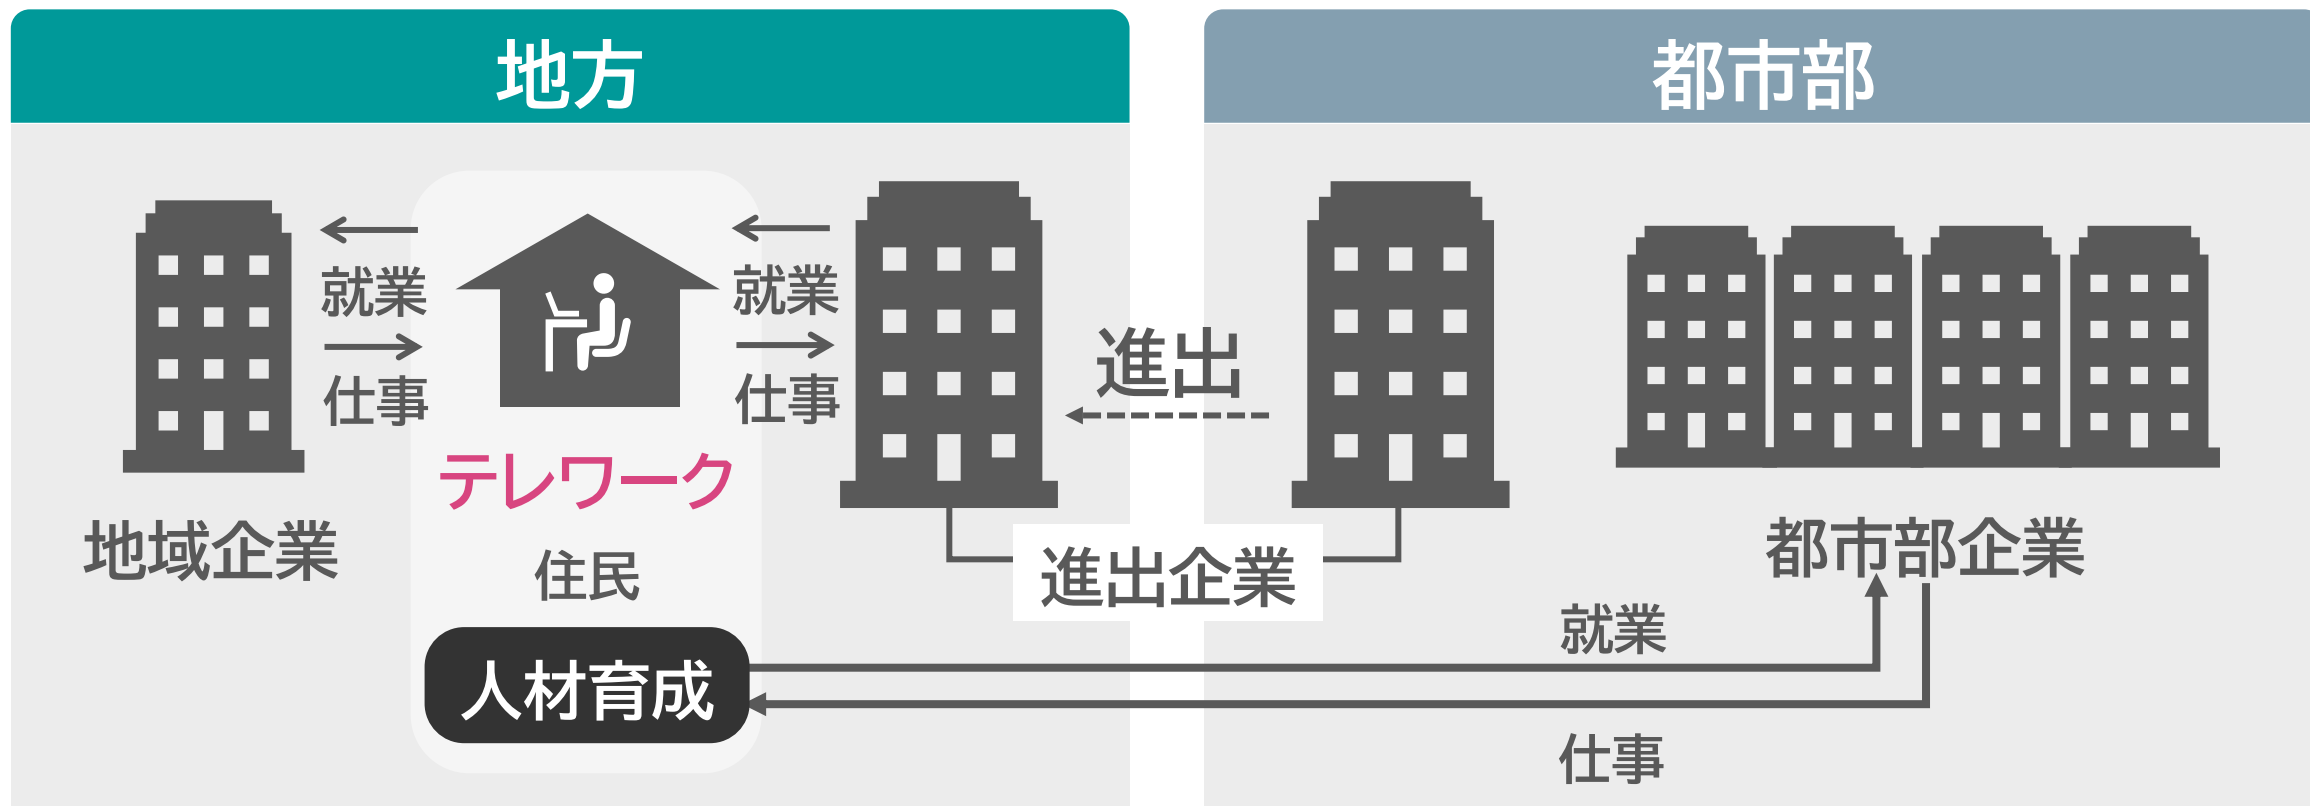 地方
都市部
就業
仕事
就業
仕事
進出
テレワーク
住民
人材育成
地域企業
進出企業
都市部企業
就業
仕事